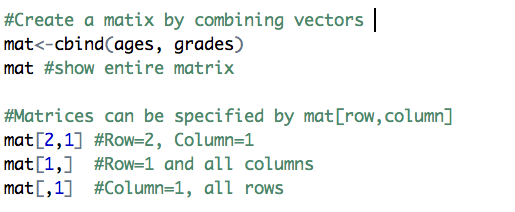 #Create a matix by combining vectors
mat<-cbind(ages, grades)
mat #show entire matrix
#Matrices can be specified by mat[row,column]
mat[2,1] #Row=2, Column=1
mat[1,]  #Row=1 and all columns
mat[,1]  #Column=1, all rows